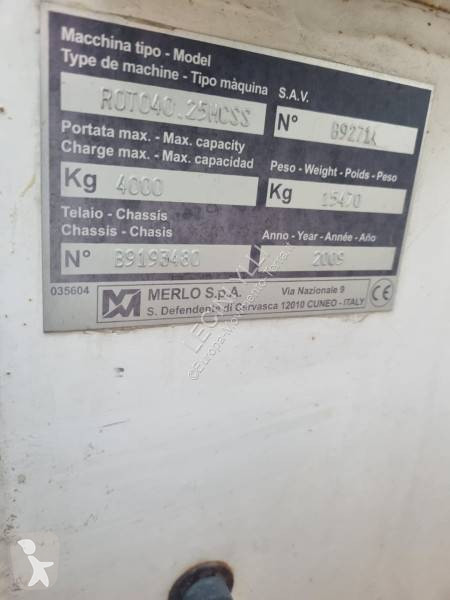 Macchina tipo - Model
Type de machine - Tipo màquina
S.A.V.
ROTO40.25MCSS
N°
Portata max. - Max. capacity
Charge max. - Max. capacidad
Peso - Weight - Poids - Peso
Kg 4000
Kg 15470
Telaio - Chassis
Chassis - Chasis
Anno - Year - Année - Año
N° B9193480
2009
035604
MERLO S.p.A.
Via Nazionale 9
S. Defendente di Cervasca 12010 CUNEO - ITALY
CE